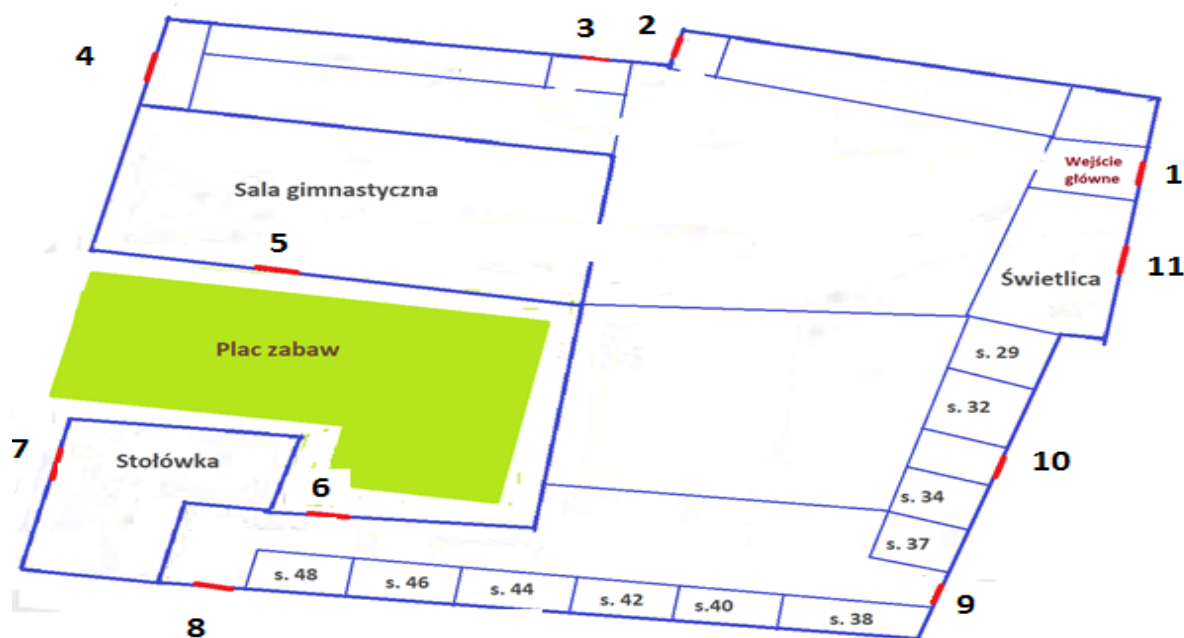 3
2
4
Wejście
główne
1
Sala gimnastyczna
5
11
Świetlica
Plac zabaw
s. 29
s. 32
7
Stołówka
10
6
s. 34
s. 37
s. 48
s. 46
s. 44
s. 42
s.40
s. 38
9
8